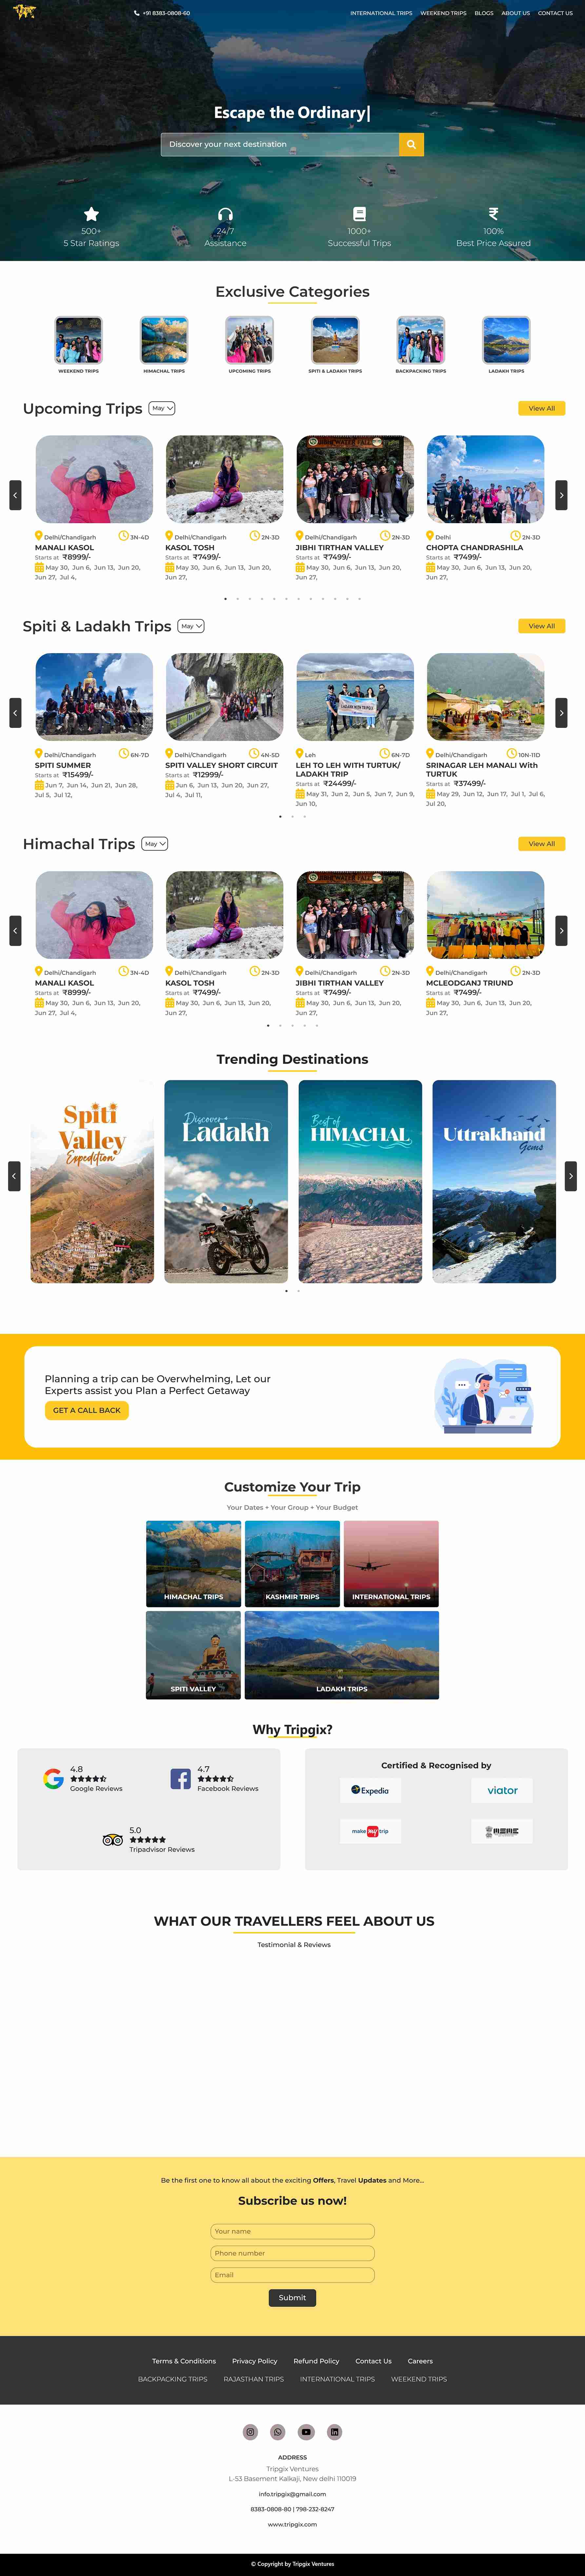 +91 8383-0808-60
INTERNATIONAL TRIPS WEEKEND TRIPS BLOGS ABOUT US CONTACT US
Escape the Ordinary|
Discover your next destination
500+
5 Star Ratings
24/7
Assistance
1000+
Successful Trips
100%
Best Price Assured
Exclusive Categories
WEEKEND TRIPS
HIMACHAL TRIPS
UPCOMING TRIPS
SPITI & LADAKH TRIPS
BACKPACKING TRIPS
LADAKH TRIPS
Upcoming Trips May View All
Delhi/Chandigarh 3N-4D
MANALI KASOL
Starts at ₹8999/-
May 30, Jun 6, Jun 13, Jun 20,
Jun 27, Jul 4,
Delhi/Chandigarh 2N-3D
KASOL TOSH
Starts at ₹7499/-
May 30, Jun 6, Jun 13, Jun 20,
Jun 27,
Delhi/Chandigarh 2N-3D
JIBHI TIRTHAN VALLEY
Starts at ₹7499/-
May 30, Jun 6, Jun 13, Jun 20,
Jun 27,
Delhi 2N-3D
CHOPTA CHANDRASHILA
Starts at ₹7499/-
May 30, Jun 6, Jun 13, Jun 20,
Jun 27,
Spiti & Ladakh Trips May View All
Delhi/Chandigarh 6N-7D
SPITI SUMMER
Starts at ₹15499/-
Jun 7, Jun 14, Jun 21, Jun 28,
Jul 5, Jul 12,
Delhi/Chandigarh 4N-5D
SPITI VALLEY SHORT CIRCUIT
Starts at ₹12999/-
Jun 6, Jun 13, Jun 20, Jun 27,
Jul 4, Jul 11,
Leh 6N-7D
LEH TO LEH WITH TURTUK/
LADAKH TRIP
Starts at ₹24499/-
May 31, Jun 2, Jun 5, Jun 7, Jun 9,
Jun 10,
Delhi/Chandigarh 10N-11D
SRINAGAR LEH MANALI With
TURTUK
Starts at ₹37499/-
May 29, Jun 12, Jun 17, Jul 1, Jul 6,
Jul 20,
Himachal Trips May View All
Delhi/Chandigarh 3N-4D
MANALI KASOL
Starts at ₹8999/-
May 30, Jun 6, Jun 13, Jun 20,
Jun 27, Jul 4,
Delhi/Chandigarh 2N-3D
KASOL TOSH
Starts at ₹7499/-
May 30, Jun 6, Jun 13, Jun 20,
Jun 27,
Delhi/Chandigarh 2N-3D
JIBHI TIRTHAN VALLEY
Starts at ₹7499/-
May 30, Jun 6, Jun 13, Jun 20,
Jun 27,
Delhi/Chandigarh 2N-3D
MCLEODGANJ TRIUND
Starts at ₹7499/-
May 30, Jun 6, Jun 13, Jun 20,
Jun 27,
Trending Destinations
Spiti
Valley
Expedition
Discover
Ladakh
Best of
HIMACHAL
Uttrakhand
Gems
Planning a trip can be Overwhelming, Let our
Experts assist you Plan a Perfect Getaway
GET A CALL BACK
Customize Your Trip
Your Dates + Your Group + Your Budget
HIMACHAL TRIPS
KASHMIR TRIPS
INTERNATIONAL TRIPS
SPITI VALLEY
LADAKH TRIPS
Why Tripgix?
4.8
Google Reviews
4.7
Facebook Reviews
5.0
Tripadvisor Reviews
Certified & Recognised by
Expedia
viator
make my trip
MSME
WHAT OUR TRAVELLERS FEEL ABOUT US
Testimonial & Reviews
Be the first one to know all about the exciting Offers, Travel Updates and More...
Subscribe us now!
Your name
Phone number
Email
Submit
Terms & Conditions Privacy Policy Refund Policy Contact Us Careers
BACKPACKING TRIPS RAJASTHAN TRIPS INTERNATIONAL TRIPS WEEKEND TRIPS
ADDRESS
Tripgix Ventures
L-53 Basement Kalkaji, New delhi 110019
info.tripgix@gmail.com
8383-0808-80 | 798-232-8247
www.tripgix.com
© Copyright by Tripgix Ventures